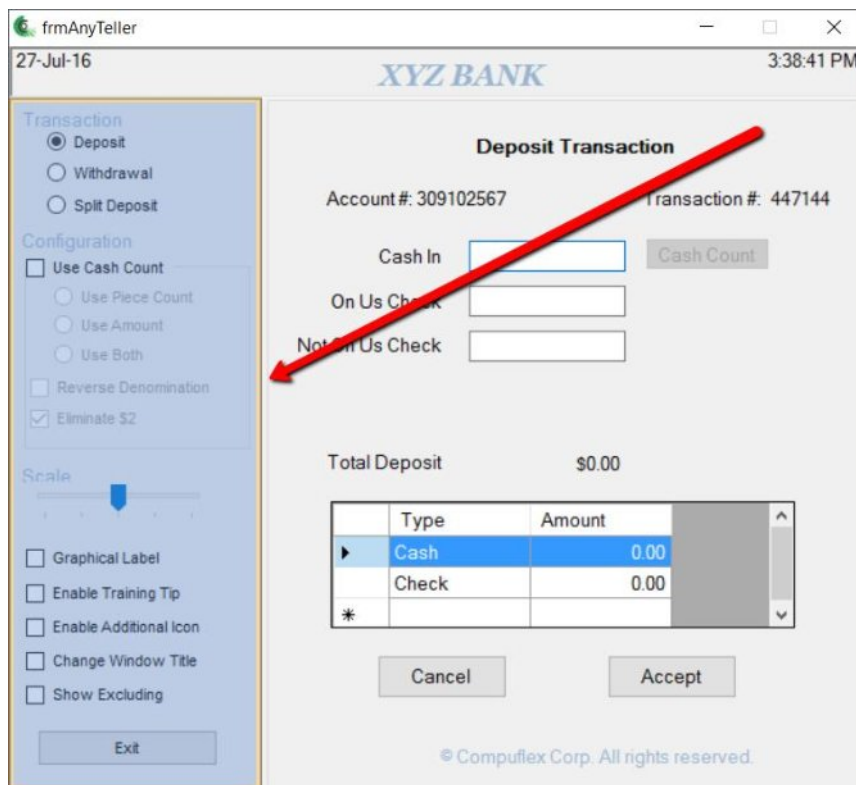 frmAnyTeller
27-Jul-16
XYZ BANK
3:38:41 PM
Transaction
Deposit
Withdrawal
Split Deposit
Configuration
Use Cash Count
Use Piece Count
Use Amount
Use Both
Reverse Denomination
Eliminate $2
Scale
Graphical Label
Enable Training Tip
Enable Additional Icon
Change Window Title
Show Excluding
Exit
Deposit Transaction
Account #: 309102567
Transaction #: 447144
Cash In
Cash Count
On Us Check
Not On Us Check
Total Deposit $0.00
Type Amount
Cash 0.00
Check 0.00
Cancel
Accept
© Compuflex Corp. All rights reserved.